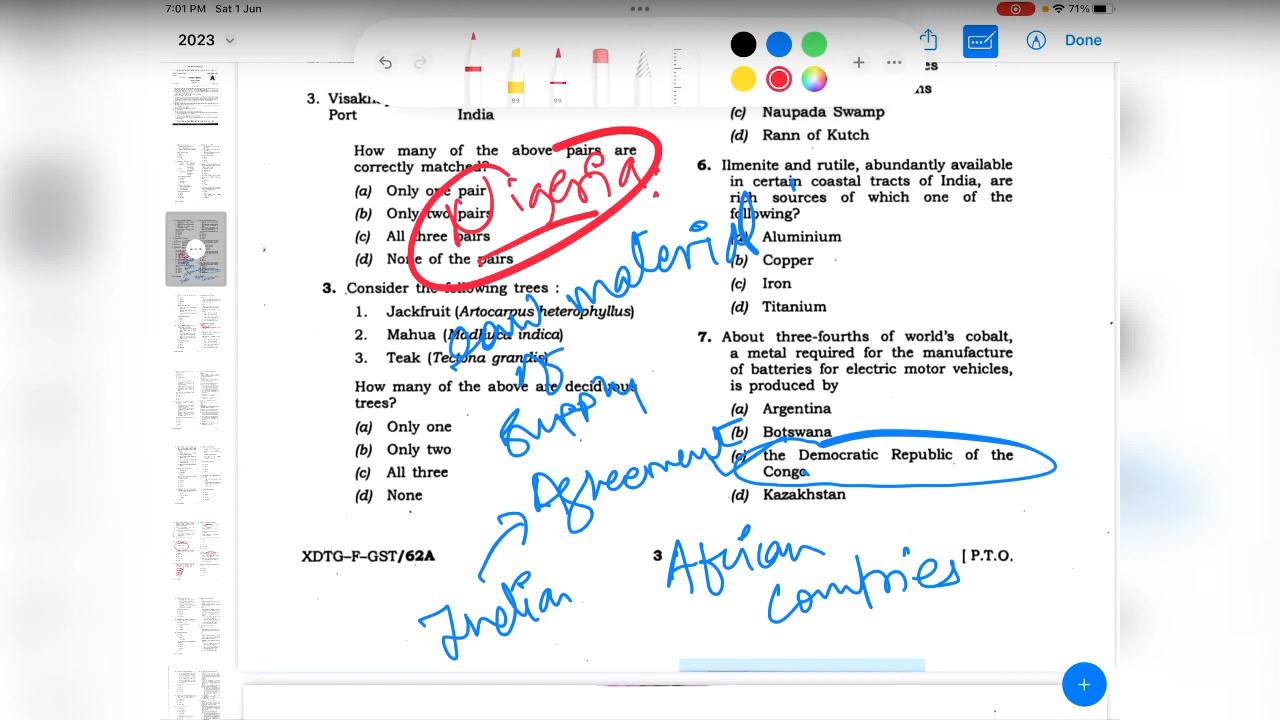 7:01 PM Sat 1 Jun
71%
2023
Done
99
99
3. Visakh
Port India
How many of the above pairs are
correctly matched?
Only one pair
(b) Only two pairs
All three pairs
(d) None of the pairs
3. Consider the following trees :
1. Jackfruit (Artocarpus heterophyllus)
Mahua (Madhuca indica)
3. Teak (Tectona grandis)
How many of the above are deciduous
trees
(a) Only one
(b) Only two
All three
(d) None
XDTG–F–GST/62A
es
ns
(c) Naupada Swamp
(d) Rann of Kutch
6. Ilmenite and rutile, abundantly available
in certain coastal tracts of India, are
rich sources of which one of the
following?
(a) Aluminium
(b) Copper
(c) Iron
(d) Titanium
7. About three-fourths of world's cobalt,
a metal required for the manufacture
of batteries for electric motor vehicles,
is produced by
(a) Argentina
(b) Botswana
(c) the Democratic Republic of the
Congo
(d) Kazakhstan
3
[ P.T.O.
Nigeria
raw material
of
Supply
Agreement
Indian
African
Compries